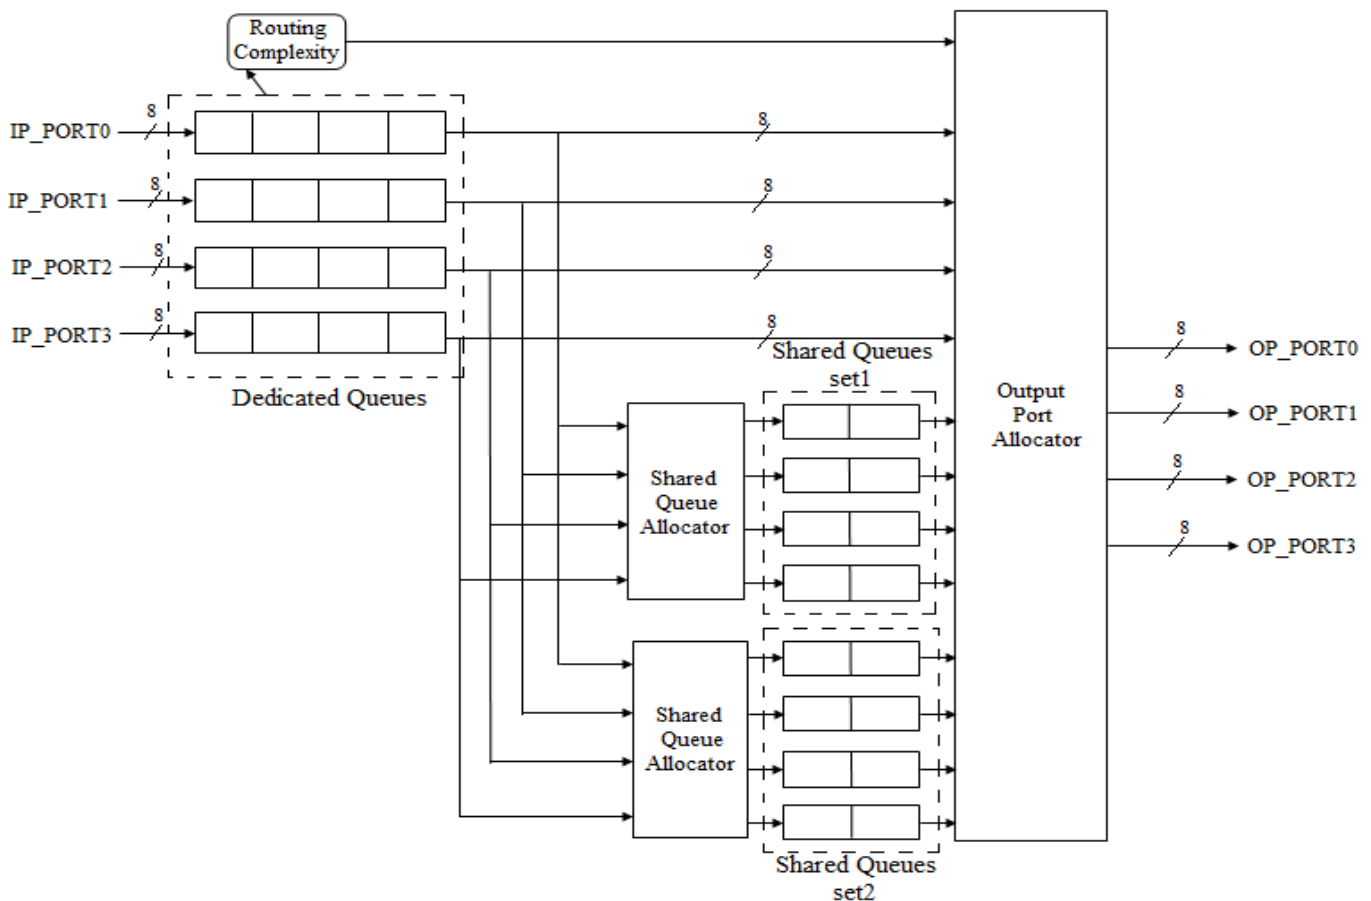 Routing
Complexity
8
IP_PORT0
8
8
IP_PORT1
8
8
IP_PORT2
8
8
IP_PORT3
8
Dedicated Queues
Shared Queues
set1
Shared
Queue
Allocator
Shared
Queue
Allocator
Shared Queues
set2
Output
Port
Allocator
8
OP_PORT0
8
OP_PORT1
8
OP_PORT2
8
OP_PORT3